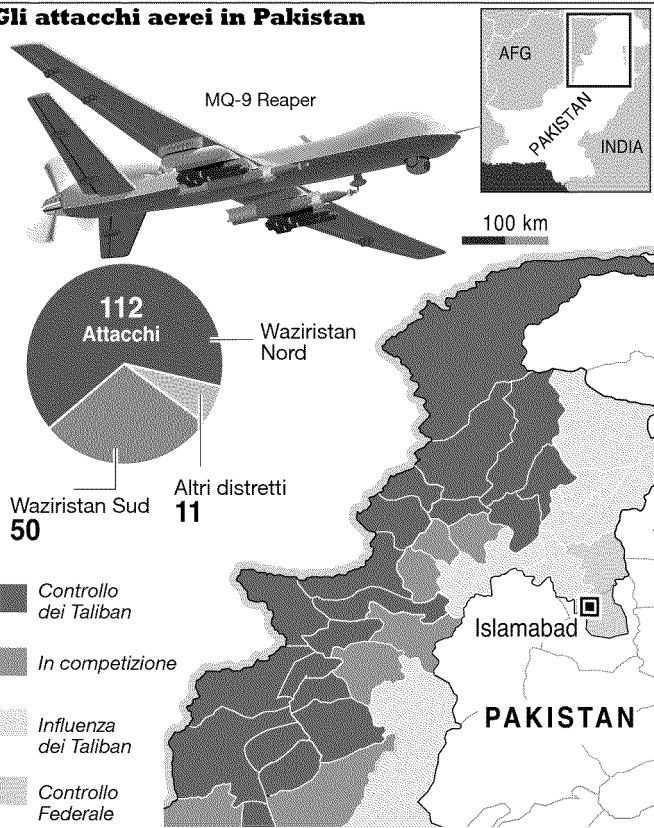 Gli attacchi aerei in Pakistan
MQ-9 Reaper
AFG
PAKISTAN
INDIA
100 km
112
Attacchi
Waziristan
Nord
Waziristan Sud
50
Altri distretti
11
Controllo
dei Taliban
In competizione
Influenza
dei Taliban
Controllo
Federale
Islamabad
PAKISTAN